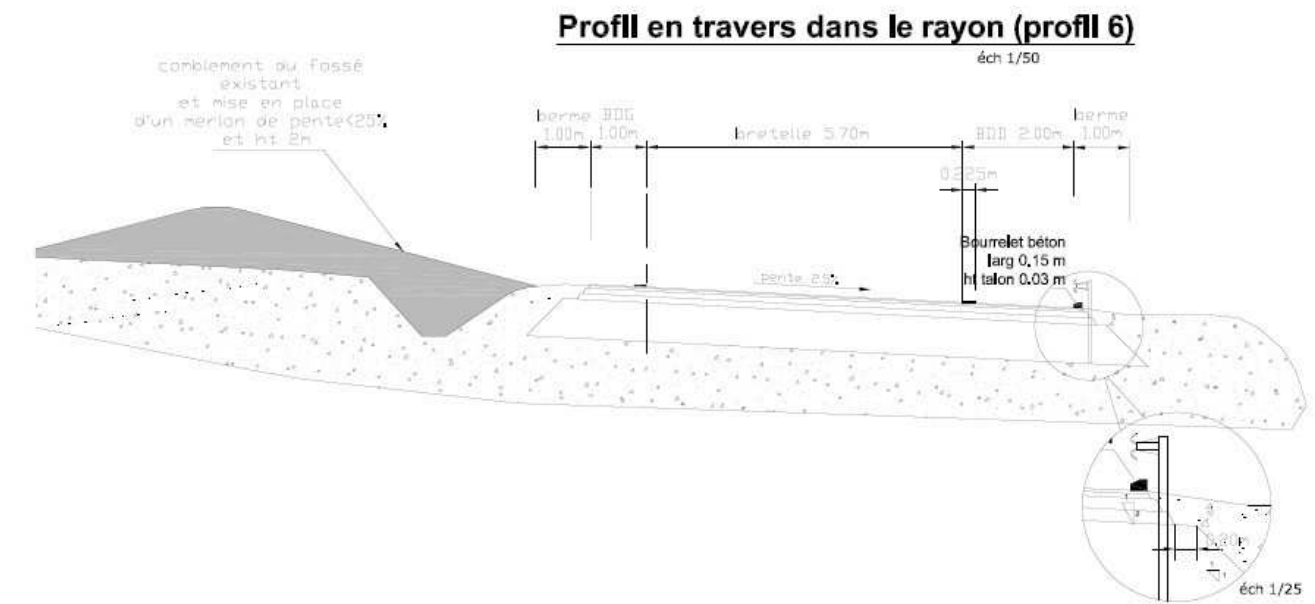 Profil en travers dans le rayon (profil 6)
éch 1/50
comblement du fossé
existant
et mise en place
d'un merlon de pente<25%
et ht 2m
berme
1.00m
BDG
1.00m
bretelle 5.70m
BDD 2.00m
berme
1.00m
0.225m
Bourrelet béton
larg 0.15 m
ht talon 0.03 m
pente 2.5%
0.20m
éch 1/25